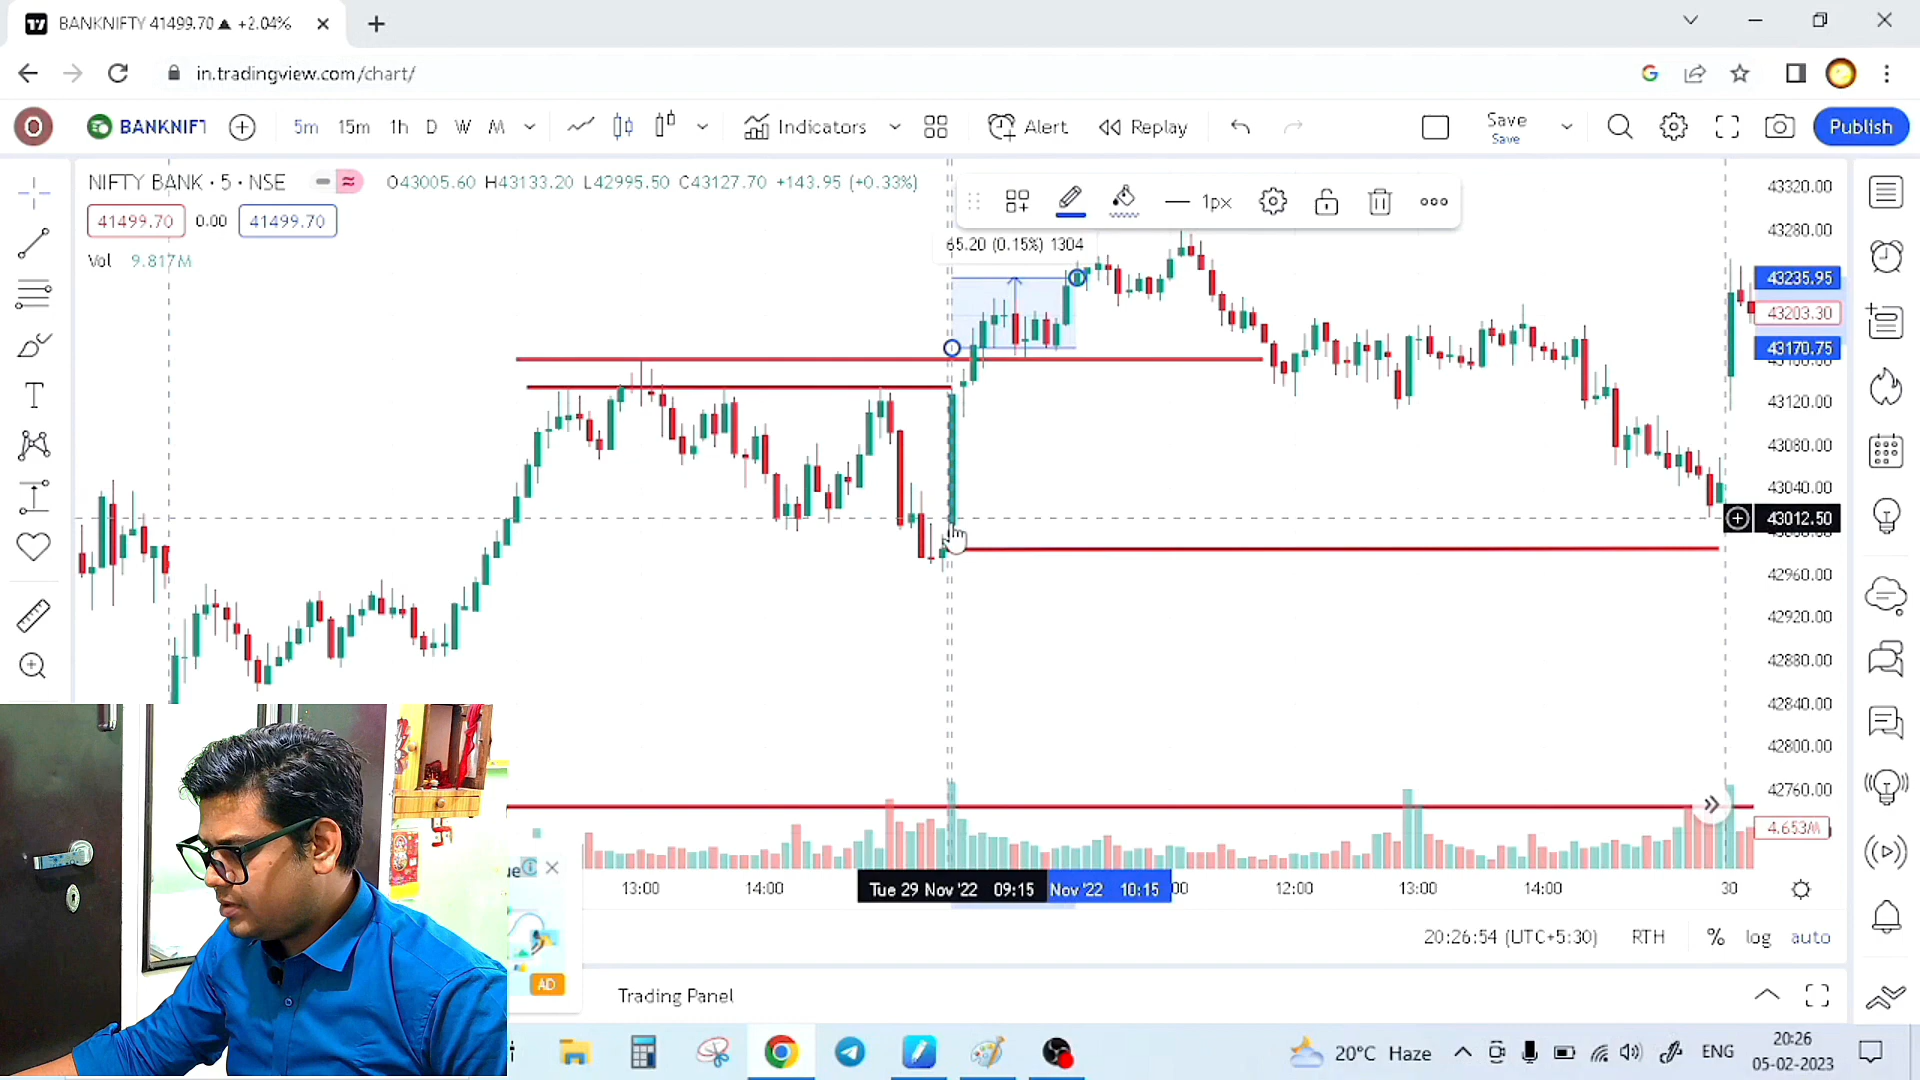 BANKNIFTY 41499.70 ▲ +2.04%
in.tradingview.com/chart/
BANKNIFT 5m 15m 1h D W M Indicators Alert Replay Save Publish
Save
NIFTY BANK · 5 · NSE O43005.60 H43133.20 L42995.50 C43127.70 +143.95 (+0.33%)
41499.70 0.00 41499.70
1px
Vol 9.817M
65.20 (0.15%) 1304
43320.00
43280.00
43235.95
43203.30
43170.75
43120.00
43080.00
43040.00
43012.50
42960.00
42920.00
42880.00
42840.00
42800.00
42760.00
4.653M
13:00 14:00 Tue 29 Nov '22 09:15 Nov '22 10:15 00 12:00 13:00 14:00 30
20:26:54 (UTC+5:30) RTH % log auto
AD
Trading Panel
20°C Haze ENG 20:26
05-02-2023